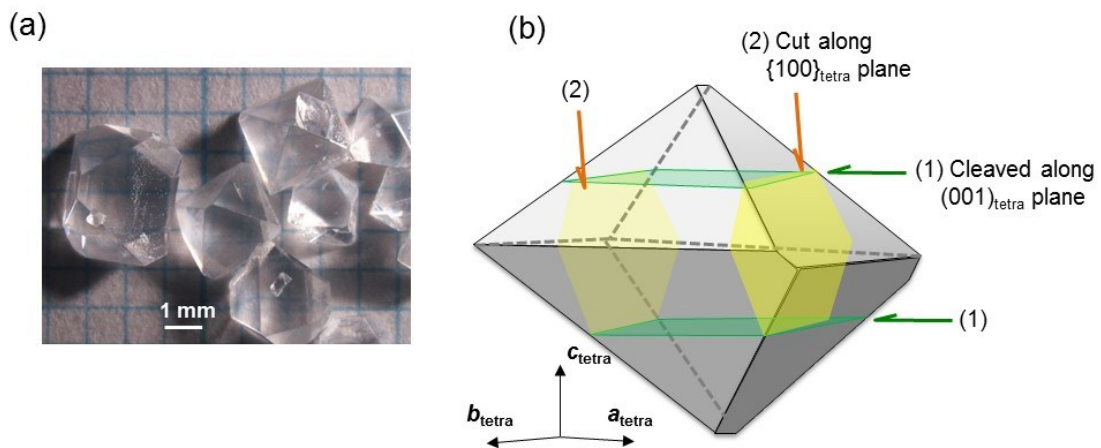 (a)
1 mm
(b)
(2) Cut along
{100}tetra plane
(2)
(1) Cleaved along
(001)tetra plane
(1)
ctetra
btetra
atetra